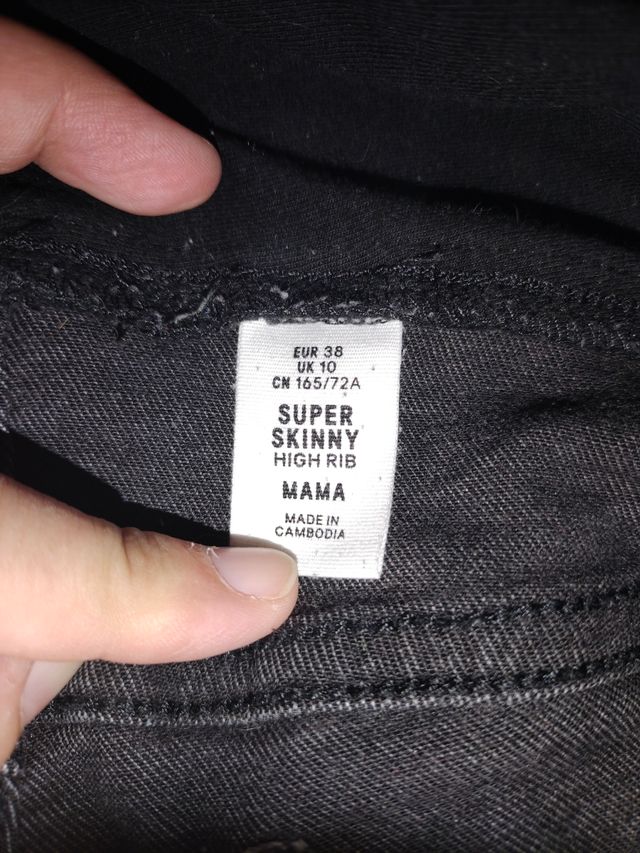 EUR 38
UK 10
CN 165/72A
SUPER
SKINNY
HIGH RIB
MAMA
MADE IN
CAMBODIA